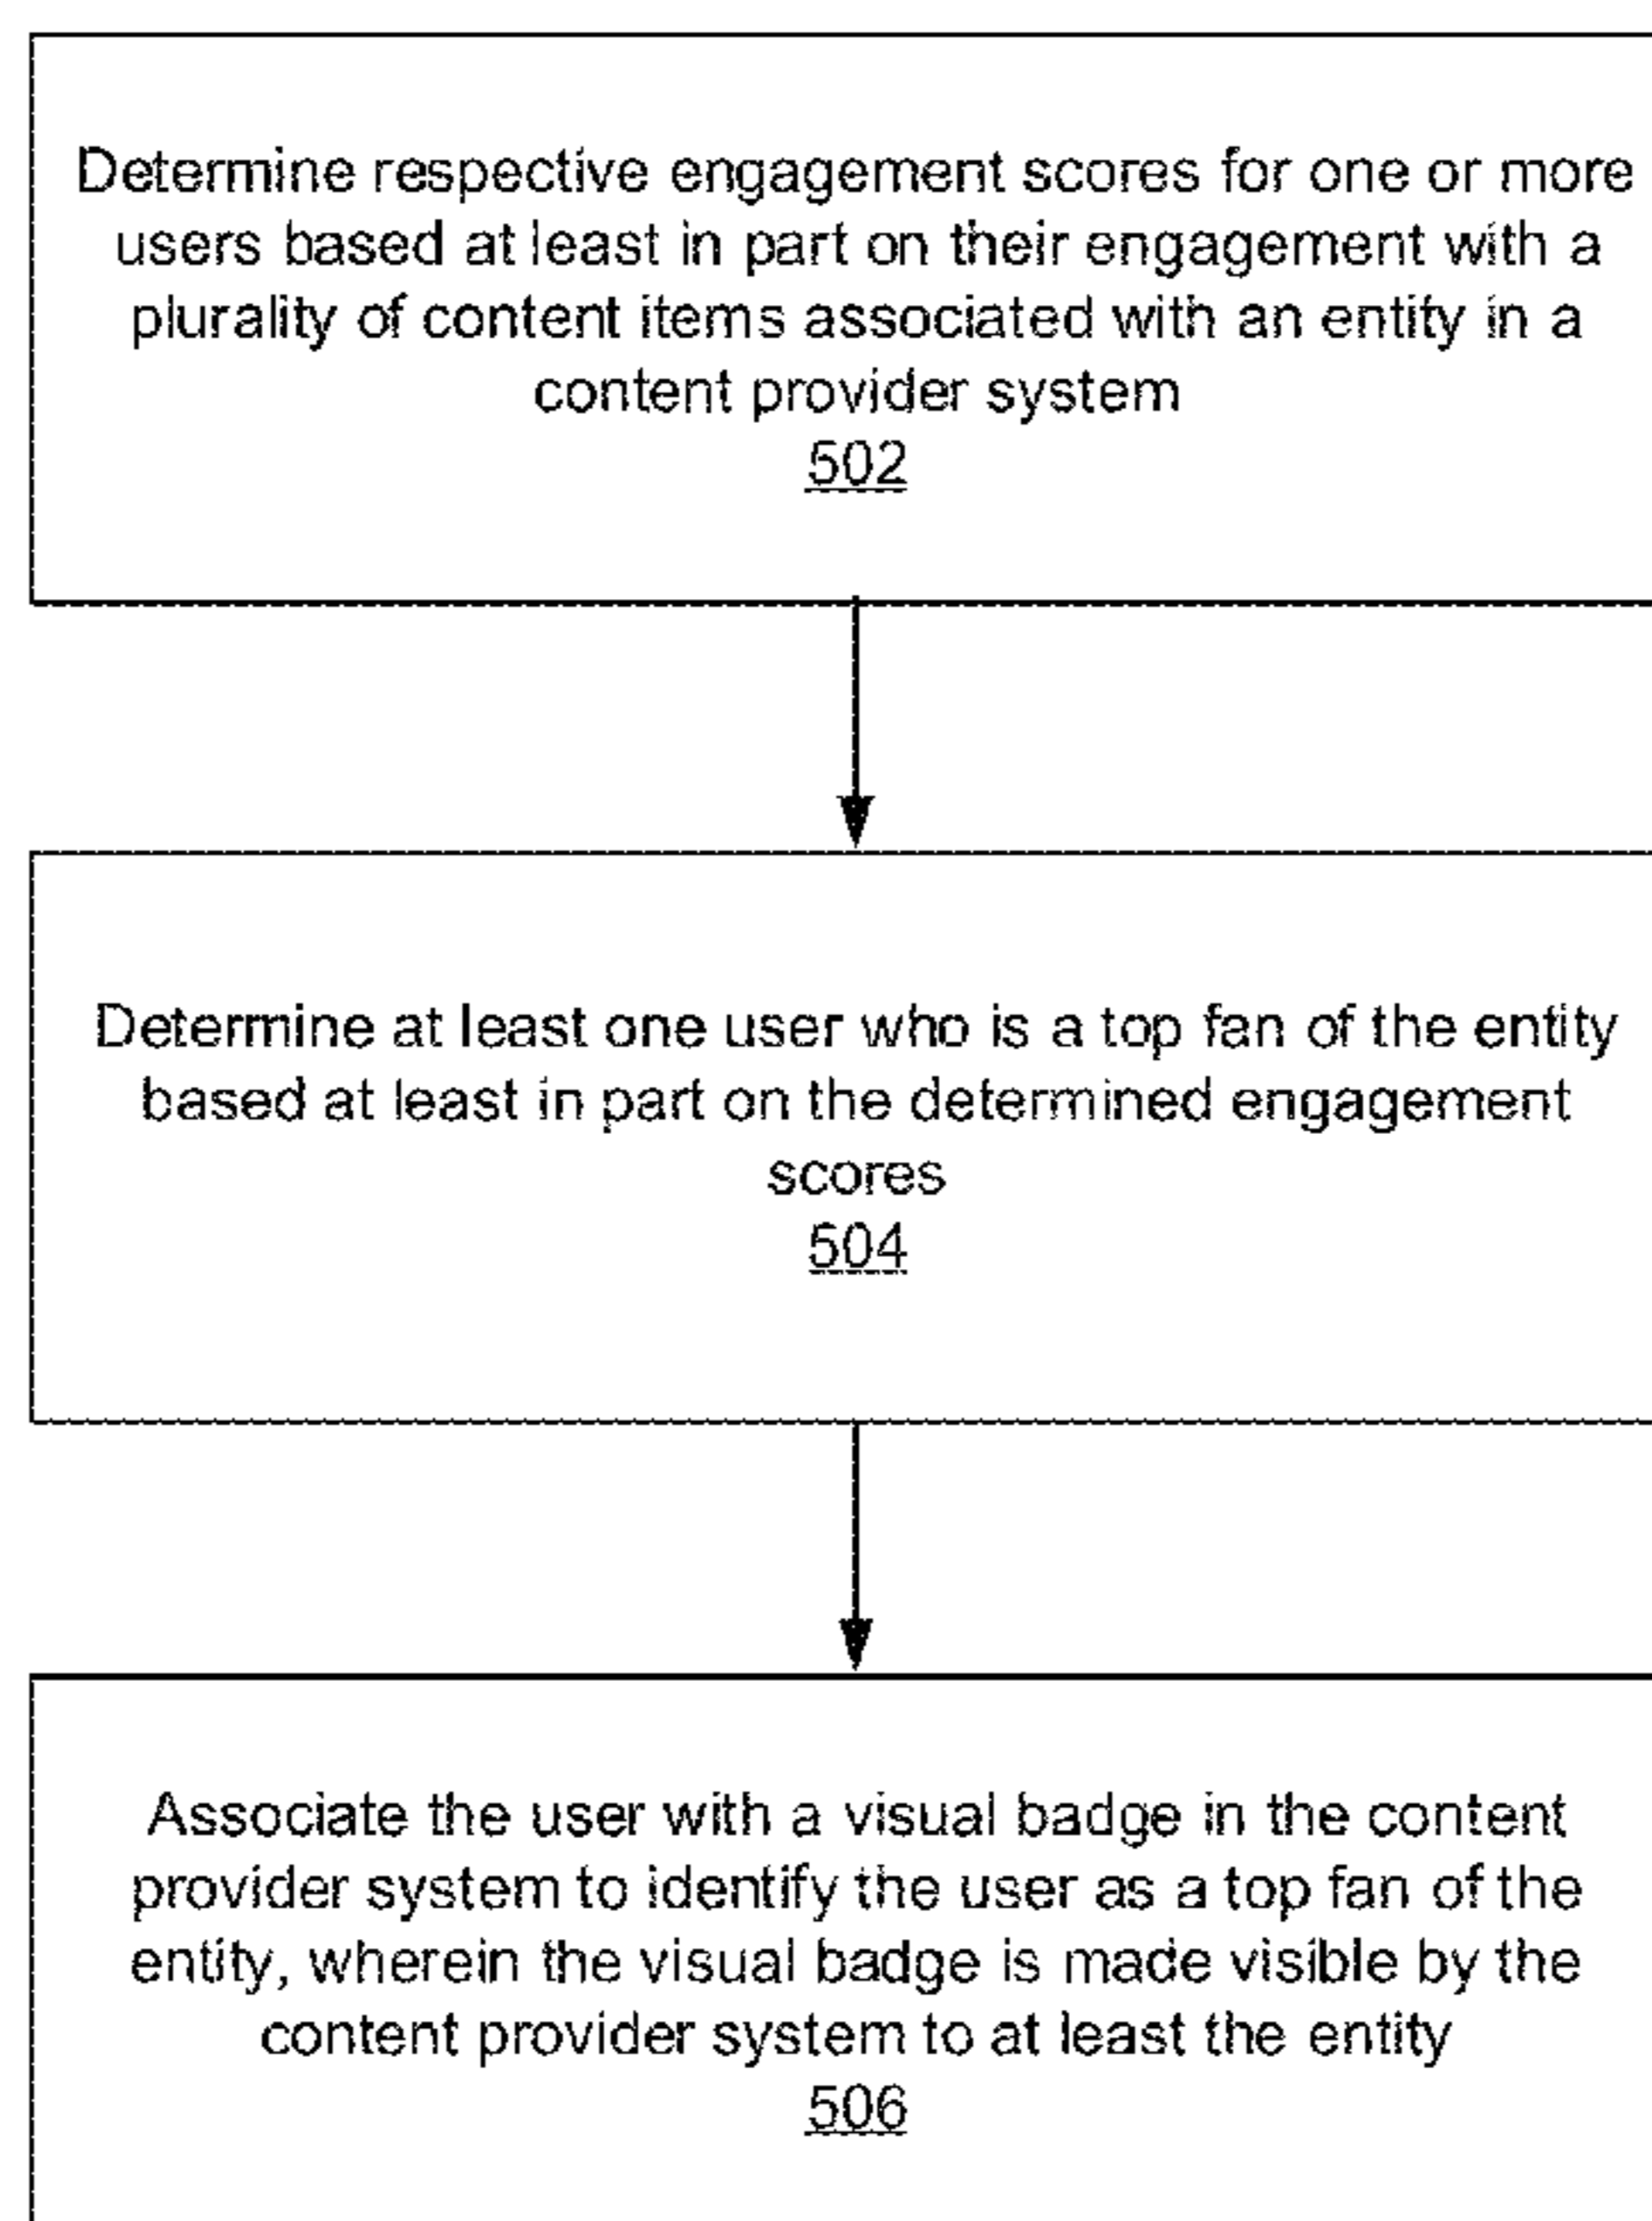 Determine respective engagement scores for one or more
users based at least in part on their engagement with a
plurality of content items associated with an entity in a
content provider system
502
Determine at least one user who is a top fan of the entity
based at least in part on the determined engagement
scores
504
Associate the user with a visual badge in the content
provider system to identify the user as a top fan of the
entity, wherein the visual badge is made visible by the
content provider system to at least the entity
506